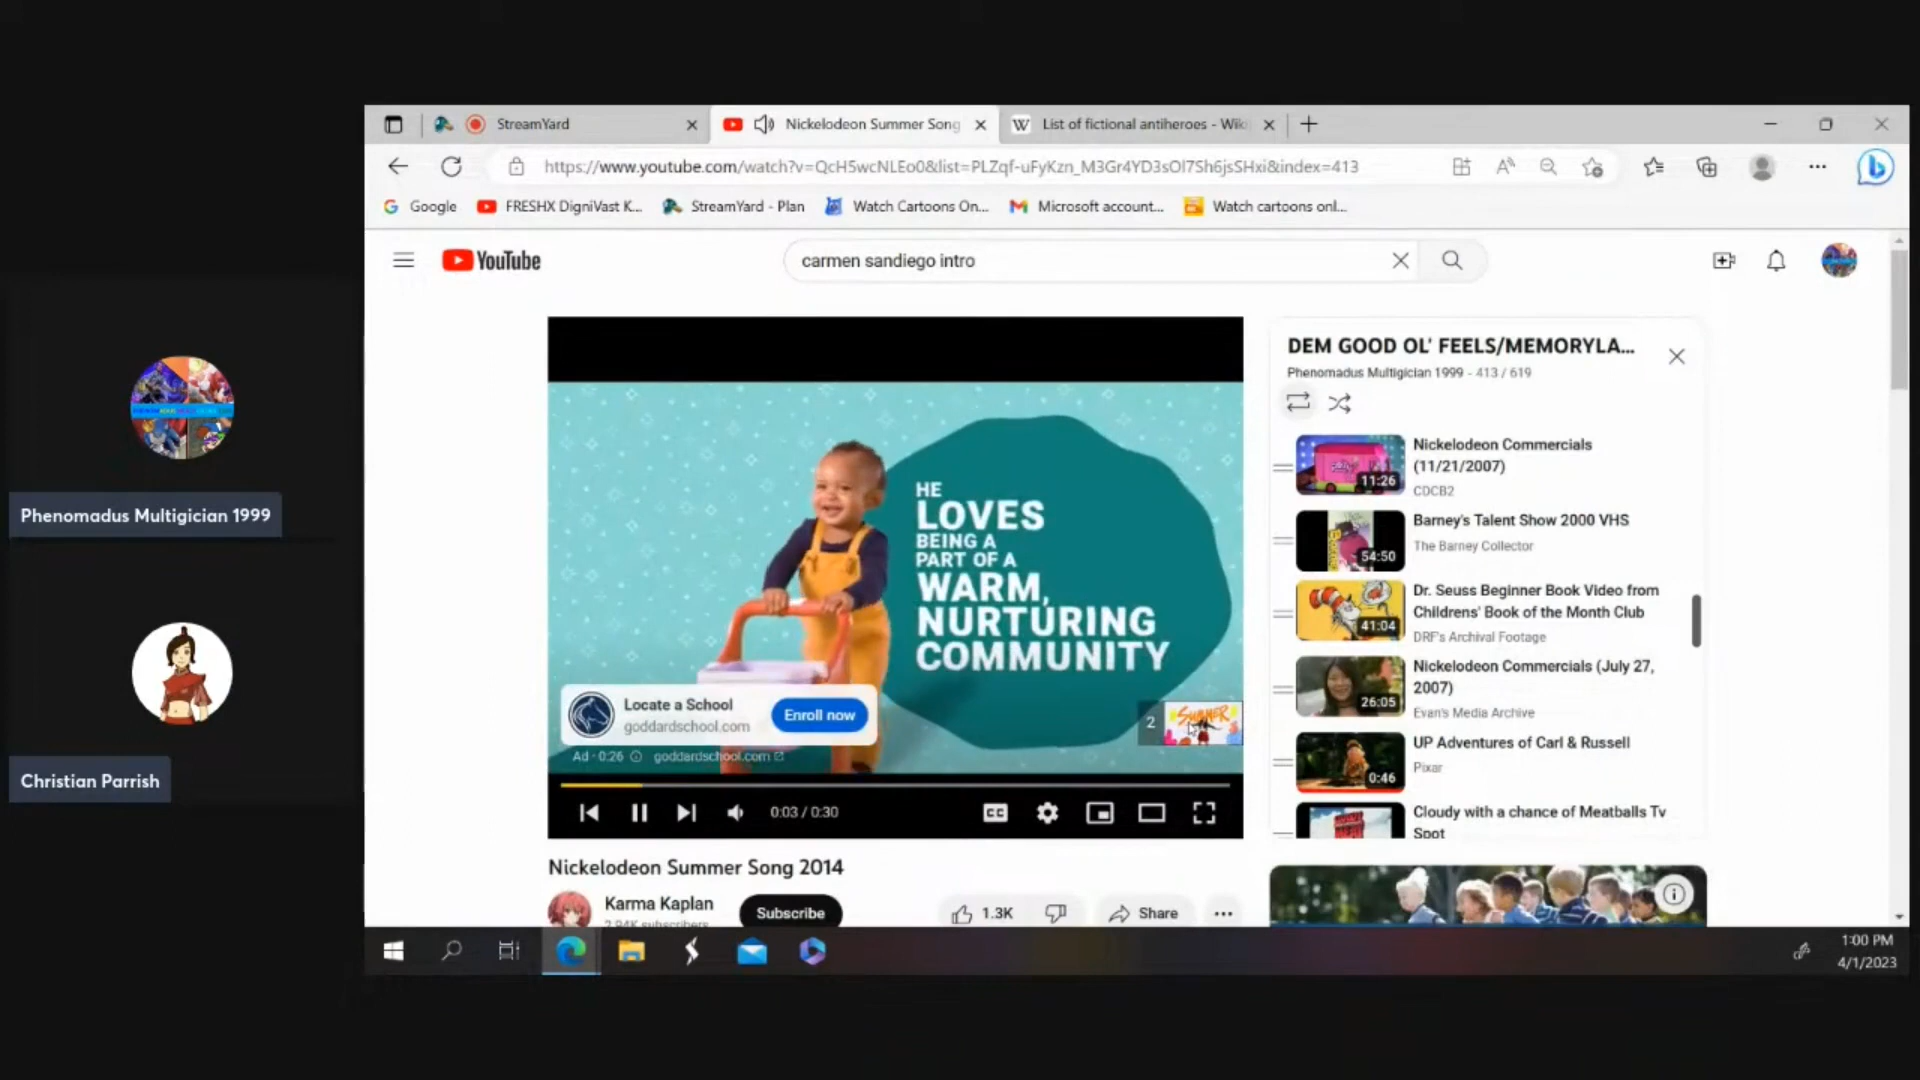 StreamYard
Nickelodeon Summer Song
List of fictional antiheroes - Wiki
https://www.youtube.com/watch?v=QcH5wcNLEo0&list=PLZqf-uFyKzn_M3Gr4YD3sOl7Sh6jsSHxi&index=413
Google
FRESHX DigniVast K...
StreamYard - Plan
Watch Cartoons On...
Microsoft account...
Watch cartoons onl...
YouTube
carmen sandiego intro
Phenomadus Multigician 1999
Christian Parrish
HE
LOVES
BEING A
PART OF A
WARM,
NURTURING
COMMUNITY
Locate a School
goddardschool.com
Enroll now
2
SUMMER
Ad · 0:26
goddardschool.com
0:03 / 0:30
CC
Nickelodeon Summer Song 2014
Karma Kaplan
2.94K subscribers
Subscribe
1.3K
Share
DEM GOOD OL' FEELS/MEMORYLA...
Phenomadus Multigician 1999 - 413 / 619
Nickelodeon Commercials
(11/21/2007)
CDCB2
11:26
Barney's Talent Show 2000 VHS
The Barney Collector
54:50
Dr. Seuss Beginner Book Video from
Childrens' Book of the Month Club
DRF's Archival Footage
41:04
Nickelodeon Commercials (July 27,
2007)
Evan's Media Archive
26:05
UP Adventures of Carl & Russell
Pixar
0:46
Cloudy with a chance of Meatballs Tv
Spot
1:00 PM
4/1/2023